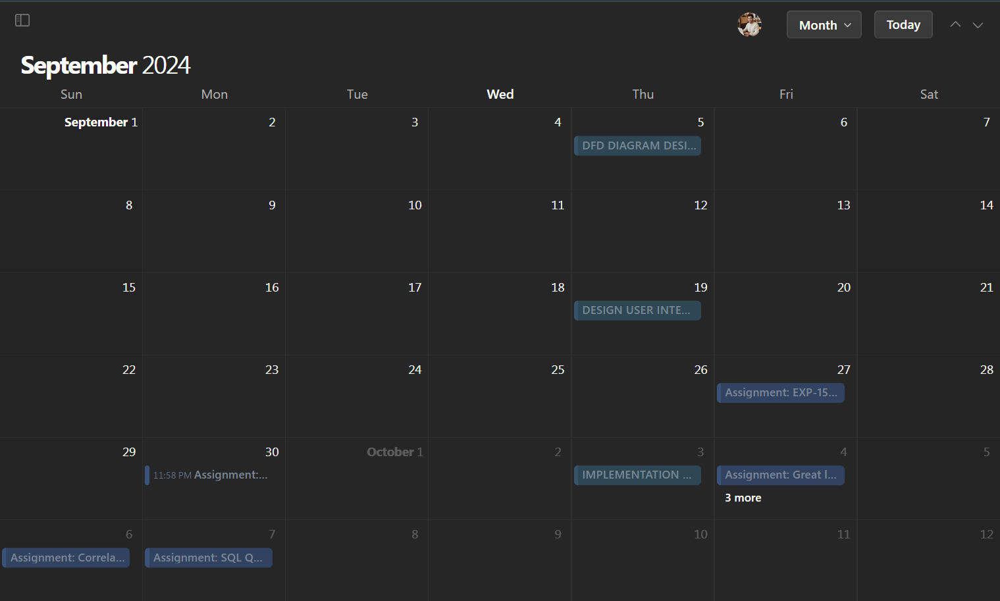 Month
Today
September 2024
Sun Mon Tue Wed Thu Fri Sat
September 1 2 3 4 5 6 7
DFD DIAGRAM DESI...
8 9 10 11 12 13 14
15 16 17 18 19 20 21
DESIGN USER INTE...
22 23 24 25 26 27 28
Assignment: EXP-15...
29 30 October 1 2 3 4 5
11:58 PM Assignment:... IMPLEMENTATION ... Assignment: Great l...
3 more
6 7 8 9 10 11 12
Assignment: Correla... Assignment: SQL Q...